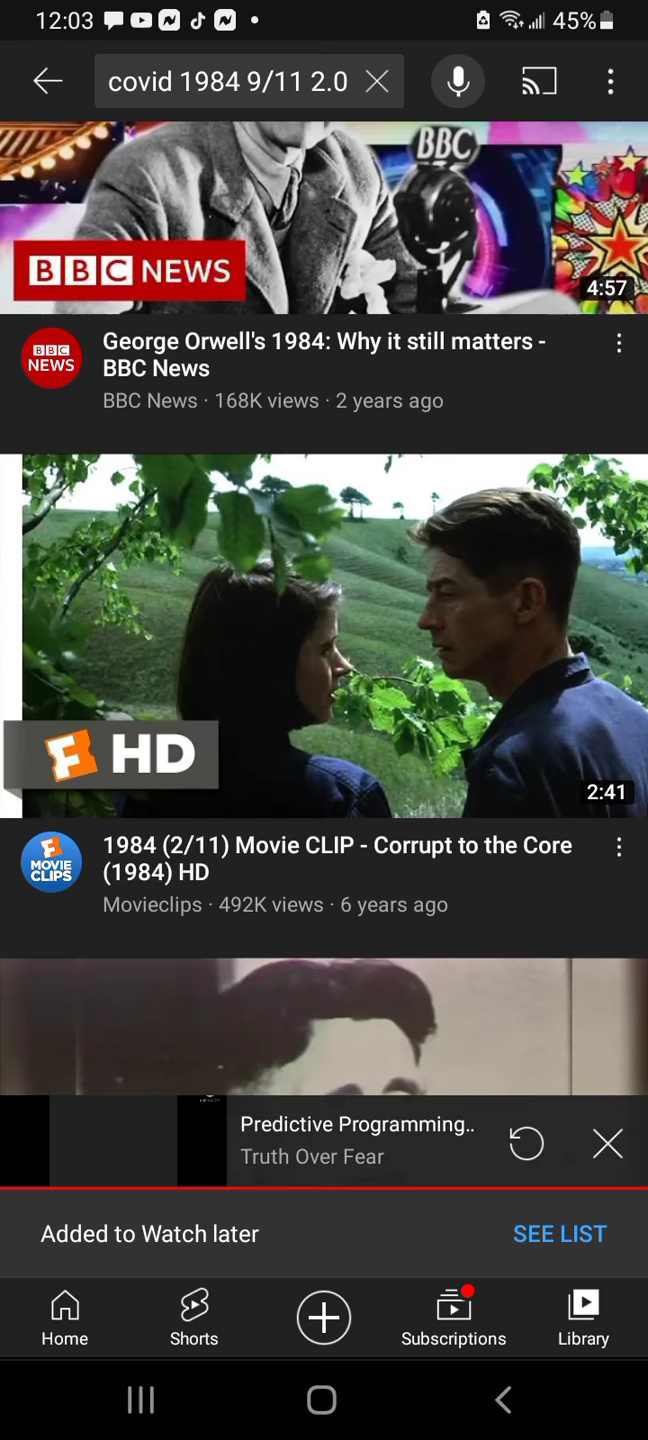 12:03
45%
covid 1984 9/11 2.0
BBC
BBC NEWS
4:57
BBC NEWS
George Orwell's 1984: Why it still matters -
BBC News
BBC News · 168K views · 2 years ago
HD
2:41
MOVIE CLIPS
1984 (2/11) Movie CLIP - Corrupt to the Core
(1984) HD
Movieclips · 492K views · 6 years ago
Predictive Programming..
Truth Over Fear
Added to Watch later
SEE LIST
Home
Shorts
Subscriptions
Library